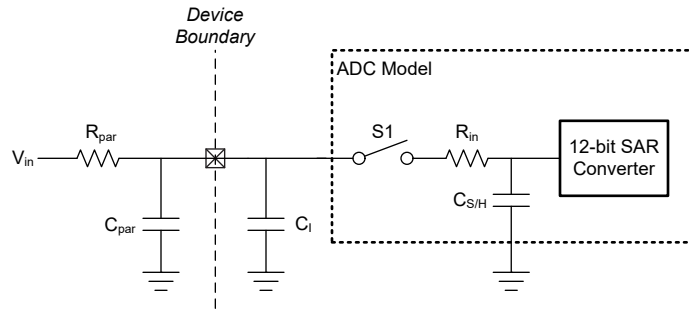 Device
Boundary
ADC Model
R_par
S1
R_in
12-bit SAR
Converter
V_in
C_par
C_I
C_S/H